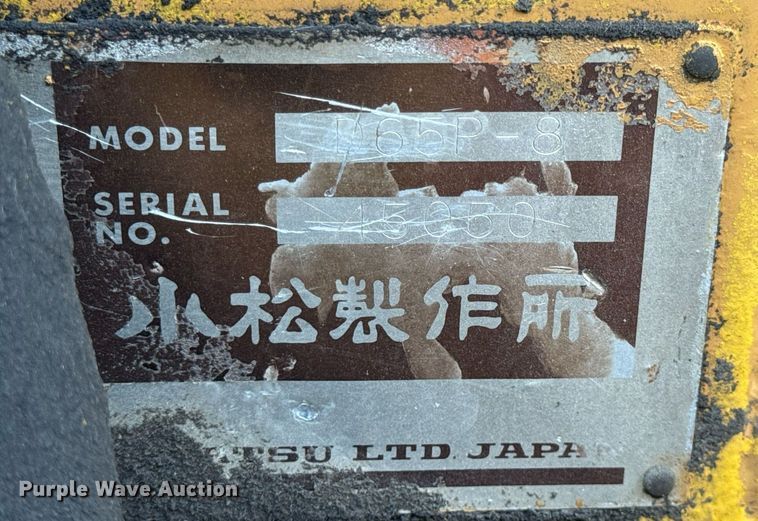 MODEL D65P-8
SERIAL
NO. 45030
小松製作所
TSU LTD. JAPA
Purple Wave Auction